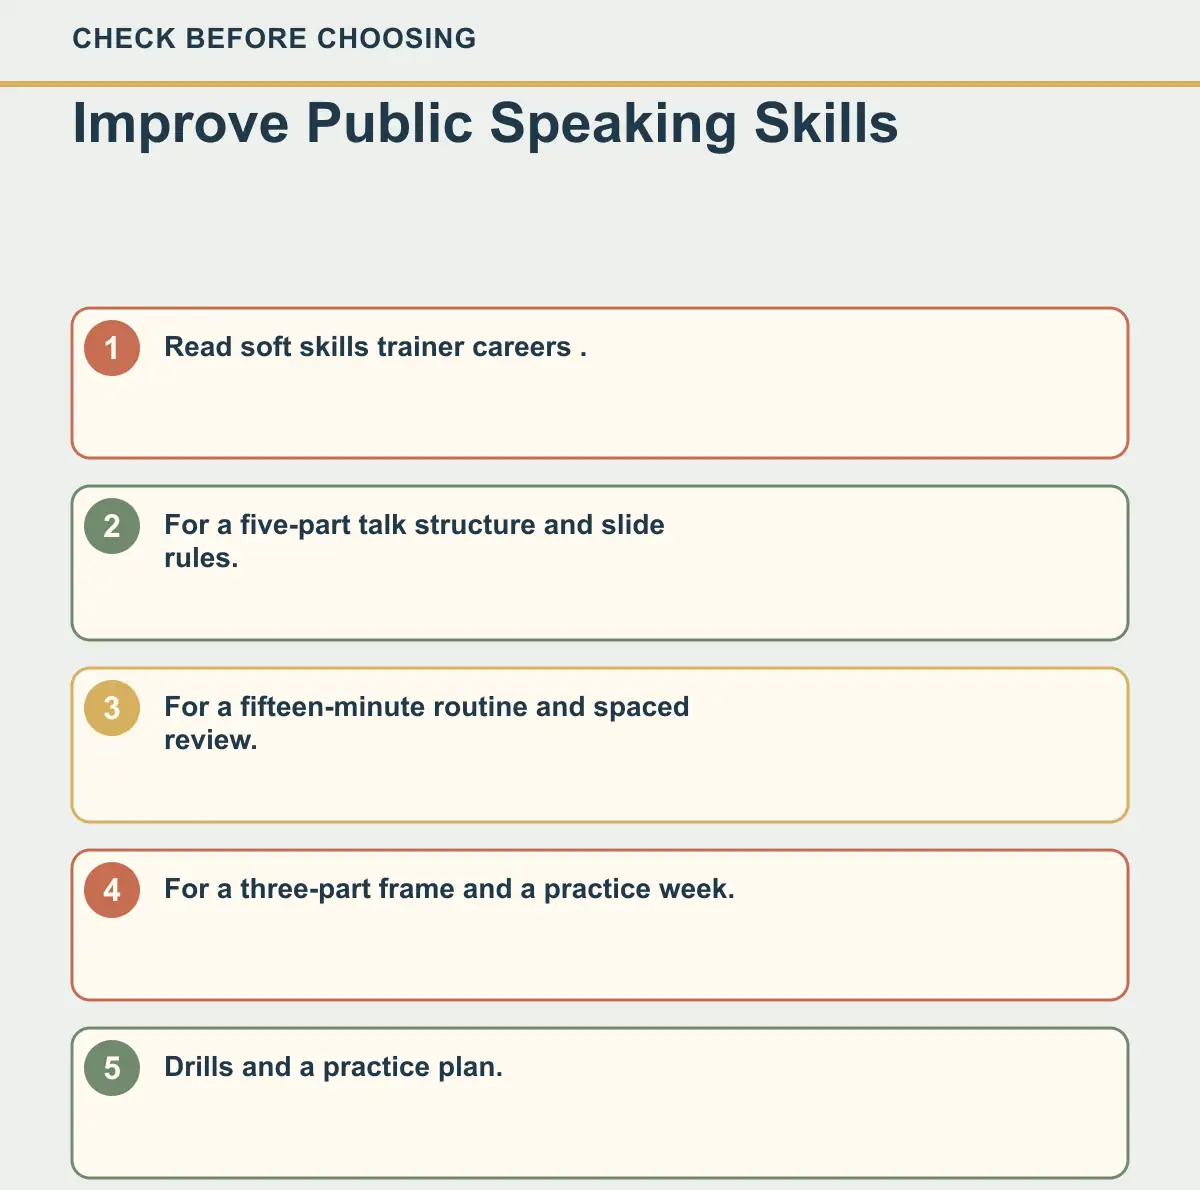 CHECK BEFORE CHOOSING
Improve Public Speaking Skills
1 Read soft skills trainer careers .
2 For a five-part talk structure and slide
rules.
3 For a fifteen-minute routine and spaced
review.
4 For a three-part frame and a practice week.
5 Drills and a practice plan.